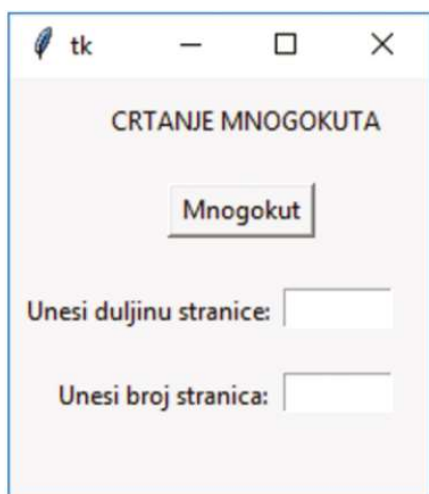 tk
CRTANJE MNOGOKUTA
Mnogokut
Unesi duljinu stranice:
Unesi broj stranica: